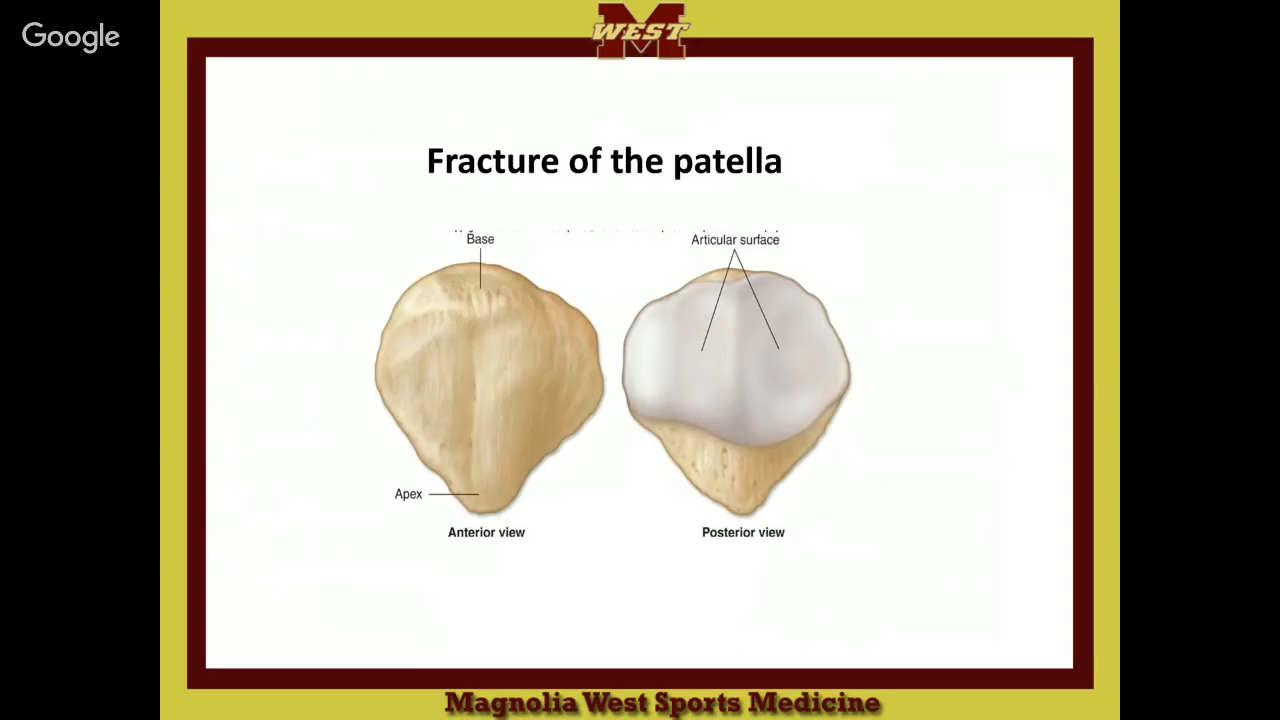 Google
M
WEST
Fracture of the patella
Base
Articular surface
Apex
Anterior view
Posterior view
Magnolia West Sports Medicine